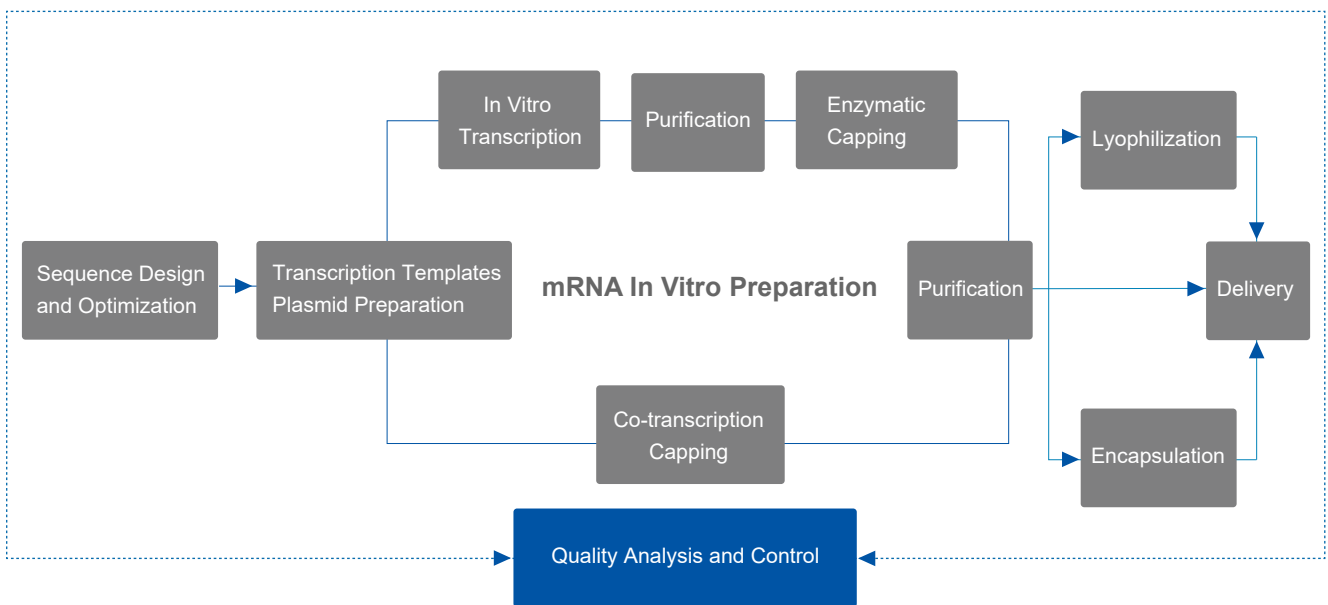 In Vitro
Transcription
Purification
Enzymatic
Capping
Lyophilization
Sequence Design
and Optimization
Transcription Templates
Plasmid Preparation
mRNA In Vitro Preparation
Purification
Delivery
Co-transcription
Capping
Encapsulation
Quality Analysis and Control